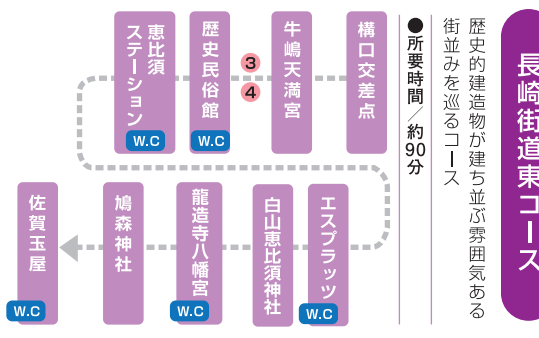 長崎街道東コース
歴史的建造物が建ち並ぶ雰囲気ある
街並みを巡るコース
●所要時間／約90分
構口交差点
牛嶋天満宮
3
4
歴史民俗館
W.C
恵比須
ステーション
W.C
エスプラッツ
W.C
白山恵比須神社
龍造寺八幡宮
W.C
鳩森神社
佐賀玉屋
W.C